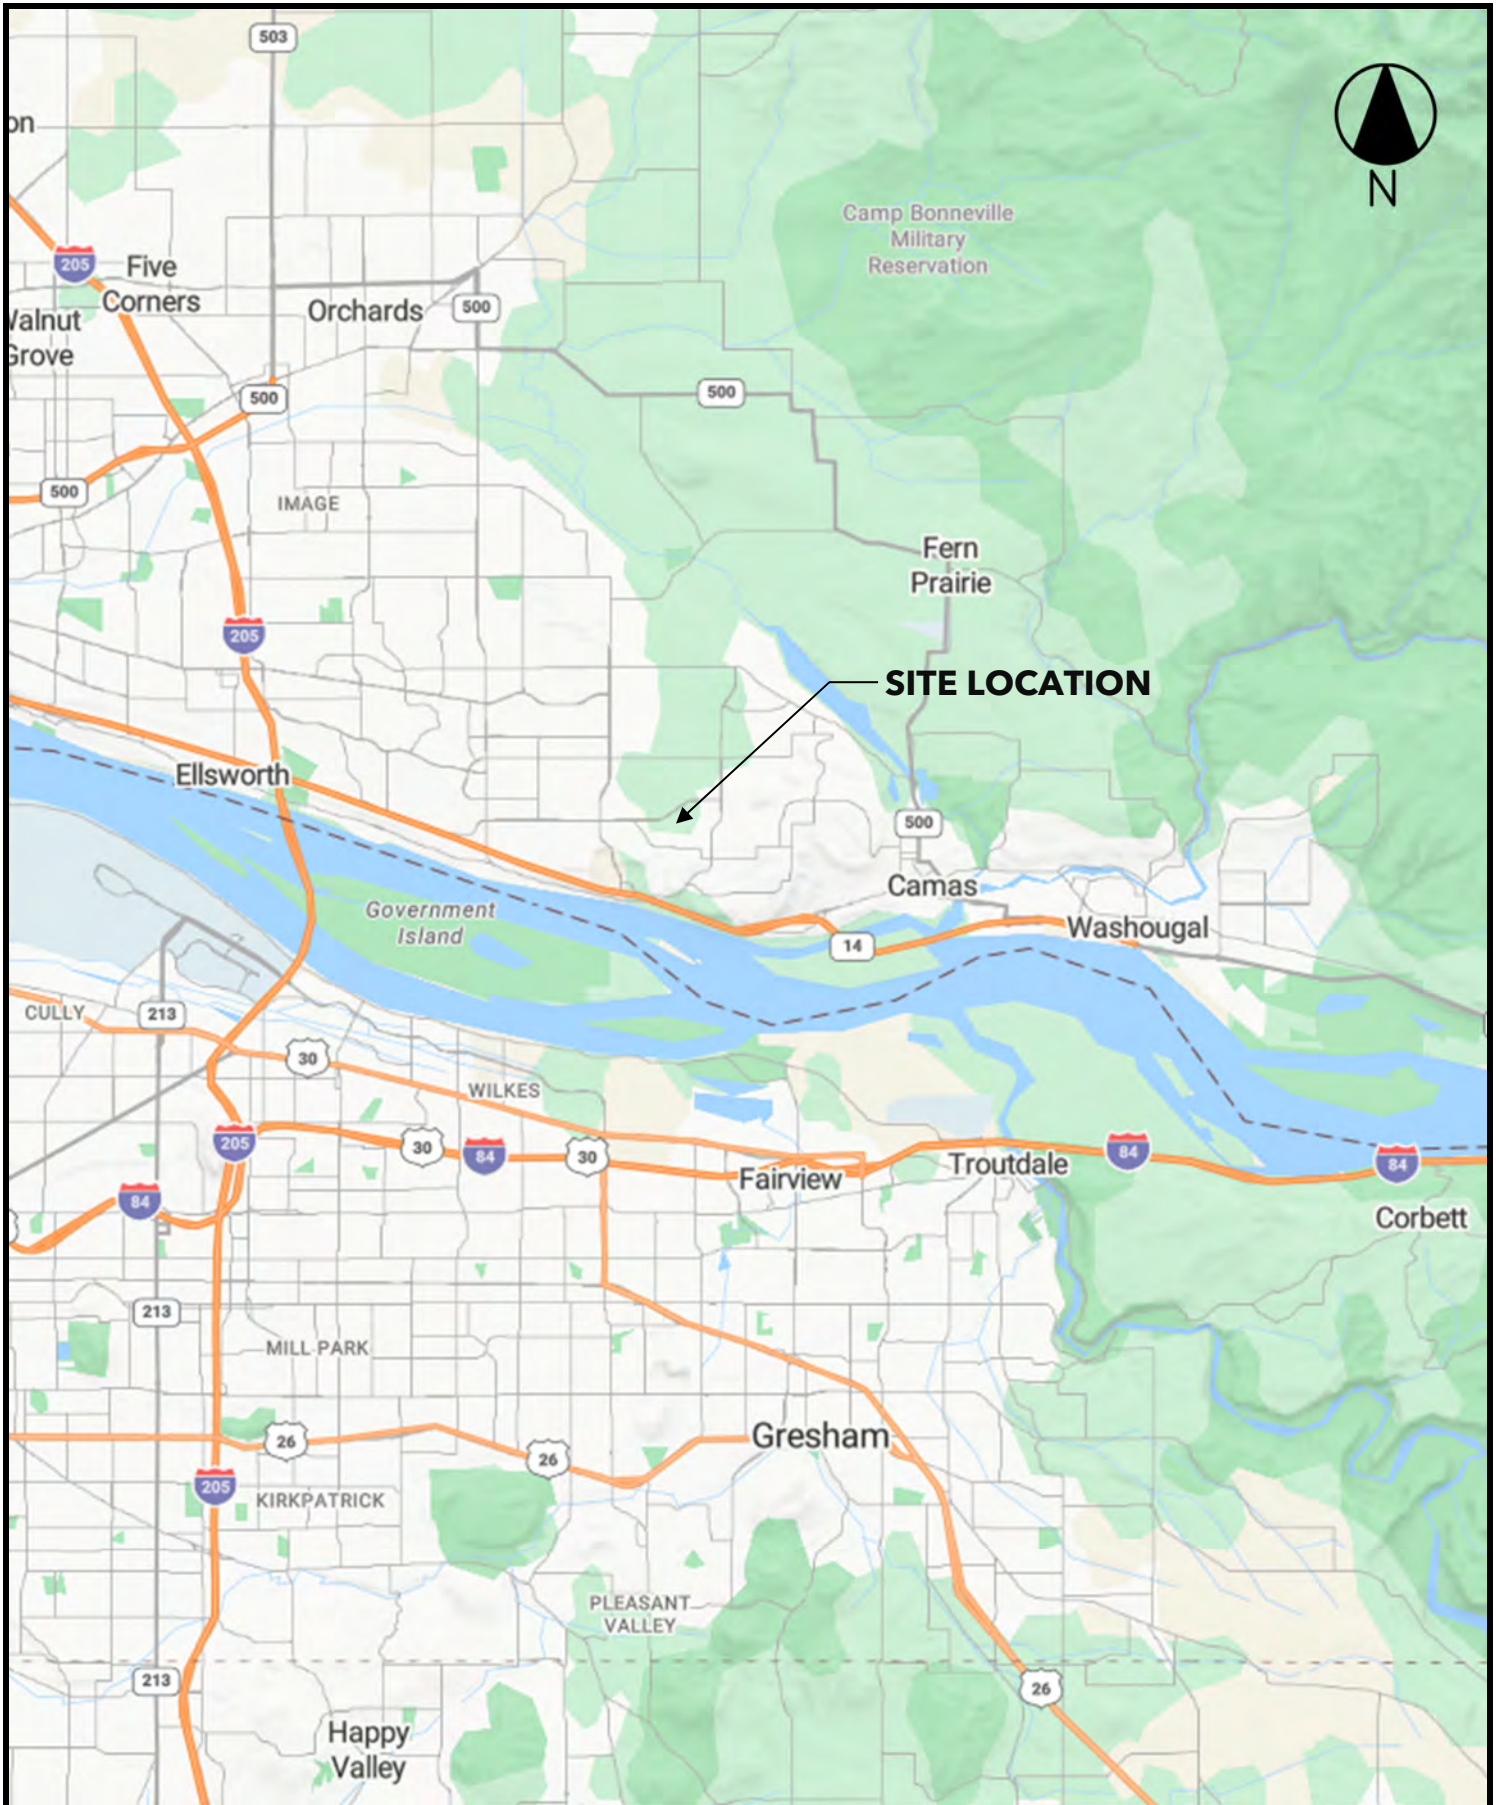 503
on
N
Camp Bonneville
Military
Reservation
205
Five
Corners
Orchards
500
Walnut
Grove
500
500
500
IMAGE
Fern
Prairie
205
SITE LOCATION
Ellsworth
500
Camas
Government
Island
Washougal
14
CULLY
213
30
WILKES
205
30
84
30
84
Troutdale
84
Fairview
84
Corbett
213
MILL PARK
26
Gresham
26
205
KIRKPATRICK
PLEASANT
VALLEY
213
26
Happy
Valley